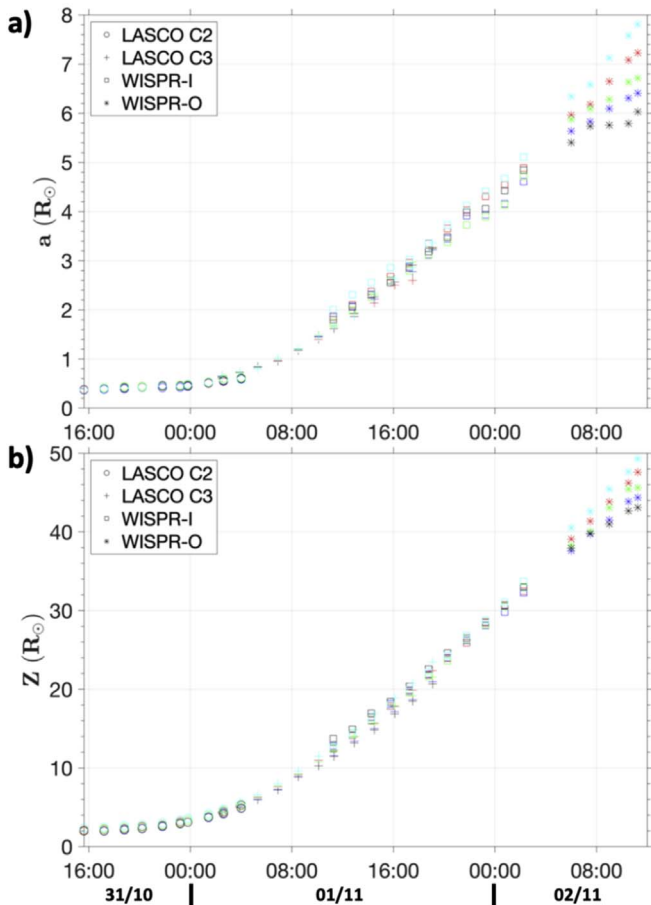 a)
8
7
6
5
4
3
2
1
0
a (R☉)
LASCO C2
LASCO C3
WISPR-I
WISPR-O
16:00 00:00 08:00 16:00 00:00 08:00
b)
50
40
30
20
10
0
Z (R☉)
LASCO C2
LASCO C3
WISPR-I
WISPR-O
16:00 00:00 08:00 16:00 00:00 08:00
31/10 01/11 02/11